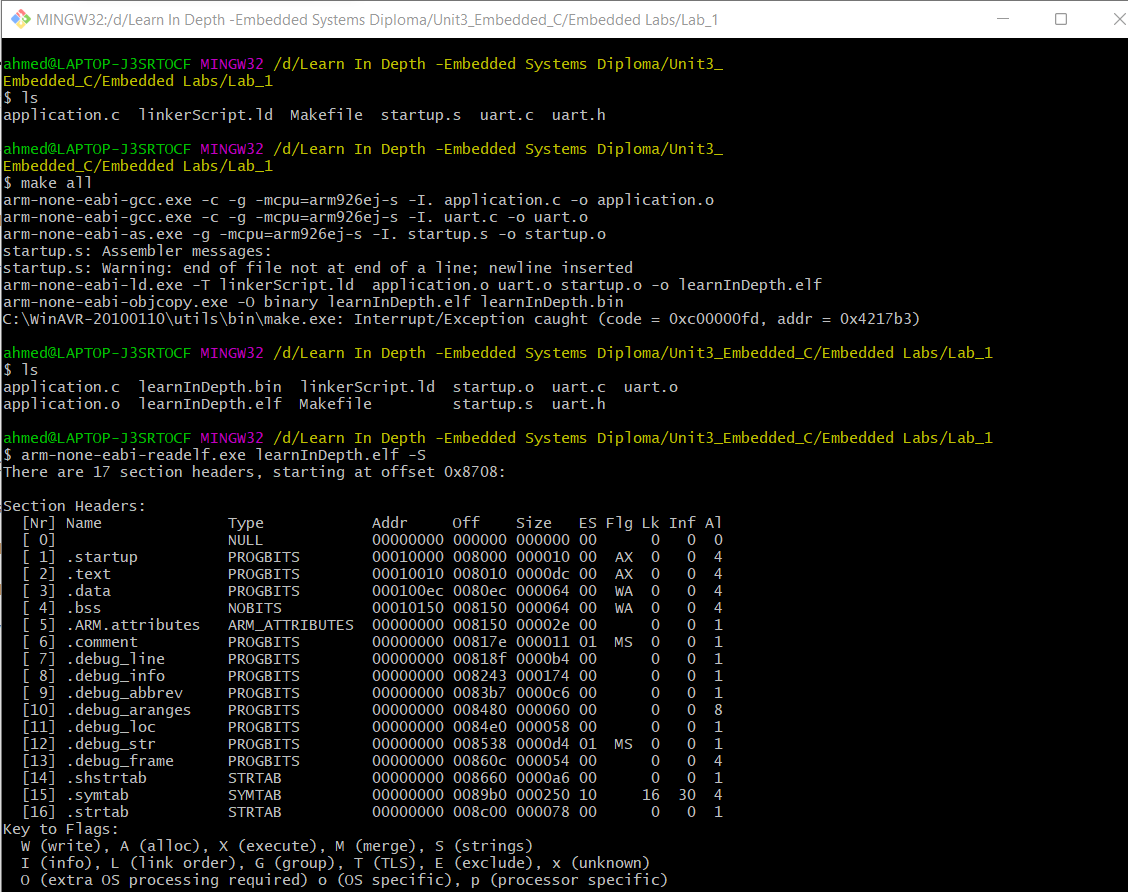 MINGW32:/d/Learn In Depth -Embedded Systems Diploma/Unit3_Embedded_C/Embedded Labs/Lab_1
ahmed@LAPTOP-J3SRTOCF MINGW32 /d/Learn In Depth -Embedded Systems Diploma/Unit3_
Embedded_C/Embedded Labs/Lab_1
$ ls
application.c  linkerScript.ld  Makefile  startup.s  uart.c  uart.h
ahmed@LAPTOP-J3SRTOCF MINGW32 /d/Learn In Depth -Embedded Systems Diploma/Unit3_
Embedded_C/Embedded Labs/Lab_1
$ make all
arm-none-eabi-gcc.exe -c -g -mcpu=arm926ej-s -I. application.c -o application.o
arm-none-eabi-gcc.exe -c -g -mcpu=arm926ej-s -I. uart.c -o uart.o
arm-none-eabi-as.exe -g -mcpu=arm926ej-s -I. startup.s -o startup.o
startup.s: Assembler messages:
startup.s: Warning: end of file not at end of a line; newline inserted
arm-none-eabi-ld.exe -T linkerScript.ld  application.o uart.o startup.o -o learnInDepth.elf
arm-none-eabi-objcopy.exe -O binary learnInDepth.elf learnInDepth.bin
C:\WinAVR-20100110\utils\bin\make.exe: Interrupt/Exception caught (code = 0xc00000fd, addr = 0x4217b3)
ahmed@LAPTOP-J3SRTOCF MINGW32 /d/Learn In Depth -Embedded Systems Diploma/Unit3_Embedded_C/Embedded Labs/Lab_1
$ ls
application.c  learnInDepth.bin  linkerScript.ld  startup.o  uart.c  uart.o
application.o  learnInDepth.elf  Makefile         startup.s  uart.h
ahmed@LAPTOP-J3SRTOCF MINGW32 /d/Learn In Depth -Embedded Systems Diploma/Unit3_Embedded_C/Embedded Labs/Lab_1
$ arm-none-eabi-readelf.exe learnInDepth.elf -S
There are 17 section headers, starting at offset 0x8708:
Section Headers:
  [Nr] Name              Type            Addr     Off    Size   ES Flg Lk Inf Al
  [ 0]                   NULL            00000000 000000 000000 00      0   0  0
  [ 1] .startup          PROGBITS        00010000 008000 000010 00  AX  0   0  4
  [ 2] .text             PROGBITS        00010010 008010 0000dc 00  AX  0   0  4
  [ 3] .data             PROGBITS        000100ec 0080ec 000064 00  WA  0   0  4
  [ 4] .bss              NOBITS          00010150 008150 000064 00  WA  0   0  4
  [ 5] .ARM.attributes   ARM_ATTRIBUTES  00000000 008150 00002e 00      0   0  1
  [ 6] .comment          PROGBITS        00000000 00817e 000011 01  MS  0   0  1
  [ 7] .debug_line       PROGBITS        00000000 00818f 0000b4 00      0   0  1
  [ 8] .debug_info       PROGBITS        00000000 008243 000174 00      0   0  1
  [ 9] .debug_abbrev     PROGBITS        00000000 0083b7 0000c6 00      0   0  1
  [10] .debug_aranges    PROGBITS        00000000 008480 000060 00      0   0  8
  [11] .debug_loc        PROGBITS        00000000 0084e0 000058 00      0   0  1
  [12] .debug_str        PROGBITS        00000000 008538 0000d4 01  MS  0   0  1
  [13] .debug_frame      PROGBITS        00000000 00860c 000054 00      0   0  4
  [14] .shstrtab         STRTAB          00000000 008660 0000a6 00      0   0  1
  [15] .symtab           SYMTAB          00000000 0089b0 000250 10     16  30  4
  [16] .strtab           STRTAB          00000000 008c00 000078 00      0   0  1
Key to Flags:
  W (write), A (alloc), X (execute), M (merge), S (strings)
  I (info), L (link order), G (group), T (TLS), E (exclude), x (unknown)
  O (extra OS processing required) o (OS specific), p (processor specific)